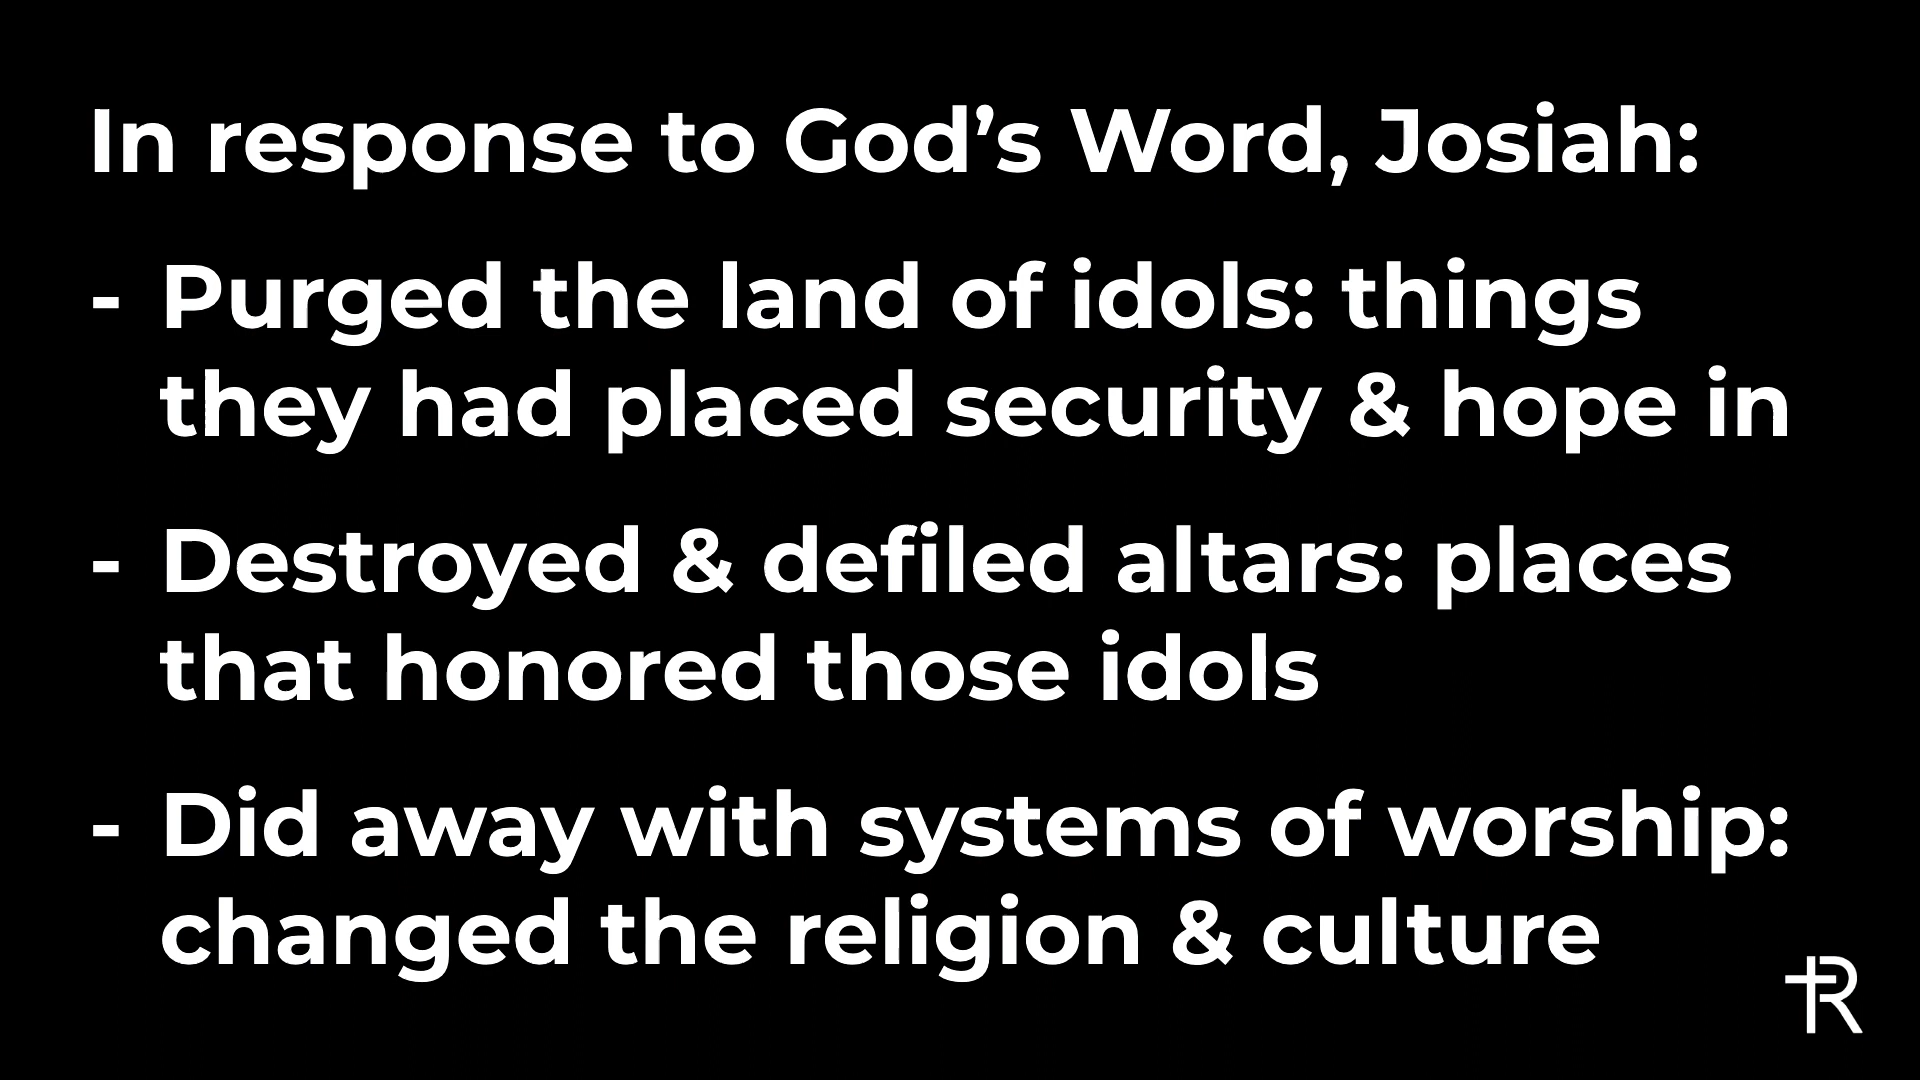 In response to God’s Word, Josiah:
- Purged the land of idols: things
they had placed security & hope in
- Destroyed & defiled altars: places
that honored those idols
- Did away with systems of worship:
changed the religion & culture
R